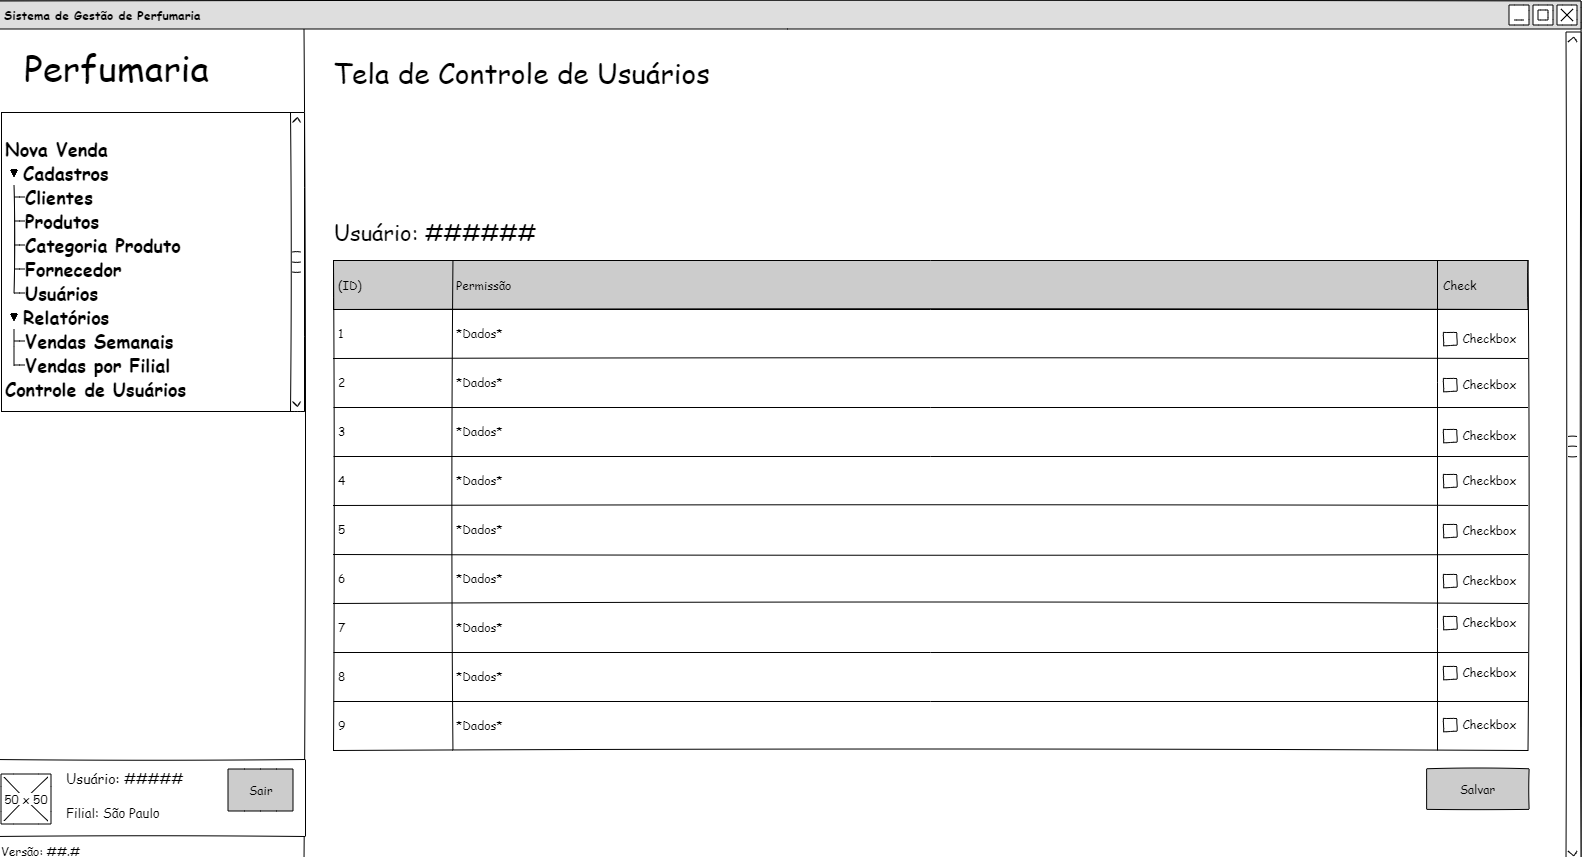 Sistema de Gestão de Perfumaria
Perfumaria
Nova Venda
Cadastros
Clientes
Produtos
Categoria Produto
Fornecedor
Usuários
Relatórios
Vendas Semanais
Vendas por Filial
Controle de Usuários
50 x 50
Usuário: #####
Filial: São Paulo
Sair
Versão: ##.#
Tela de Controle de Usuários
Usuário: ######
(ID) Permissão Check
1 *Dados* Checkbox
2 *Dados* Checkbox
3 *Dados* Checkbox
4 *Dados* Checkbox
5 *Dados* Checkbox
6 *Dados* Checkbox
7 *Dados* Checkbox
8 *Dados* Checkbox
9 *Dados* Checkbox
Salvar